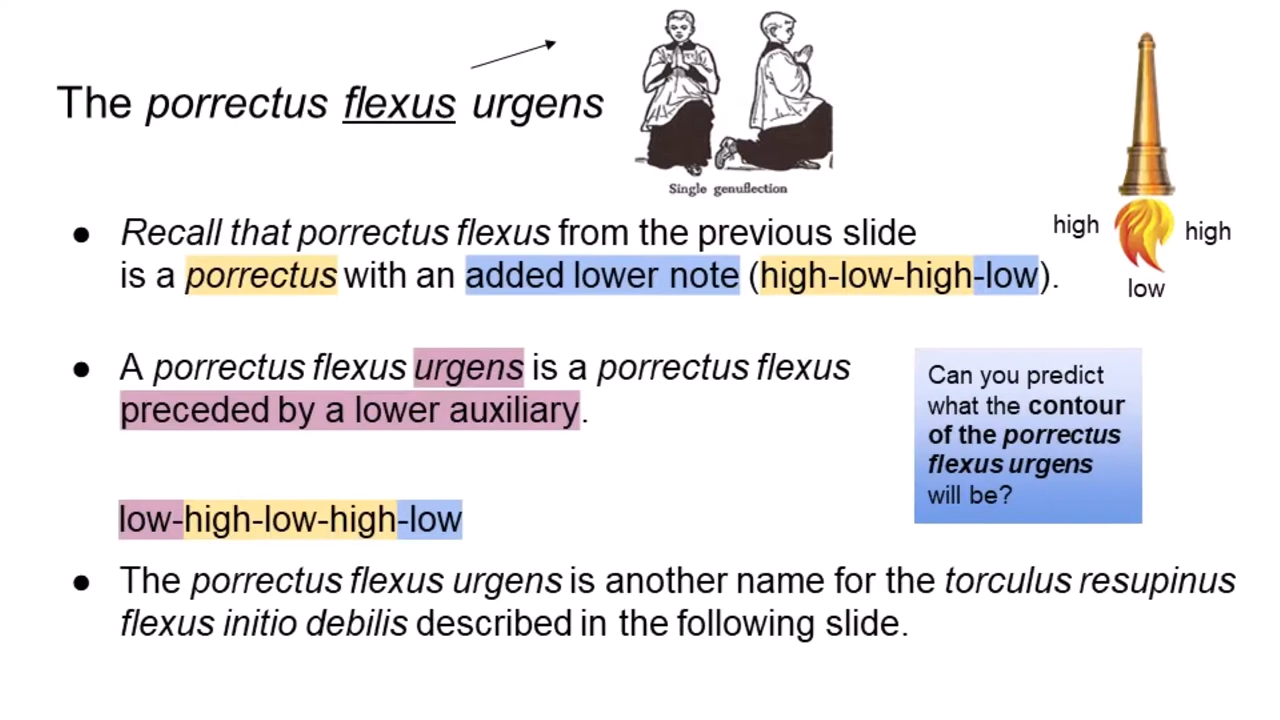 The porrectus flexus urgens
Single genuflection
● Recall that porrectus flexus from the previous slide
is a porrectus with an added lower note (high-low-high-low).
high
high
low
● A porrectus flexus urgens is a porrectus flexus
preceded by a lower auxiliary.
Can you predict
what the contour
of the porrectus
flexus urgens
will be?
low-high-low-high-low
● The porrectus flexus urgens is another name for the torculus resupinus
flexus initio debilis described in the following slide.